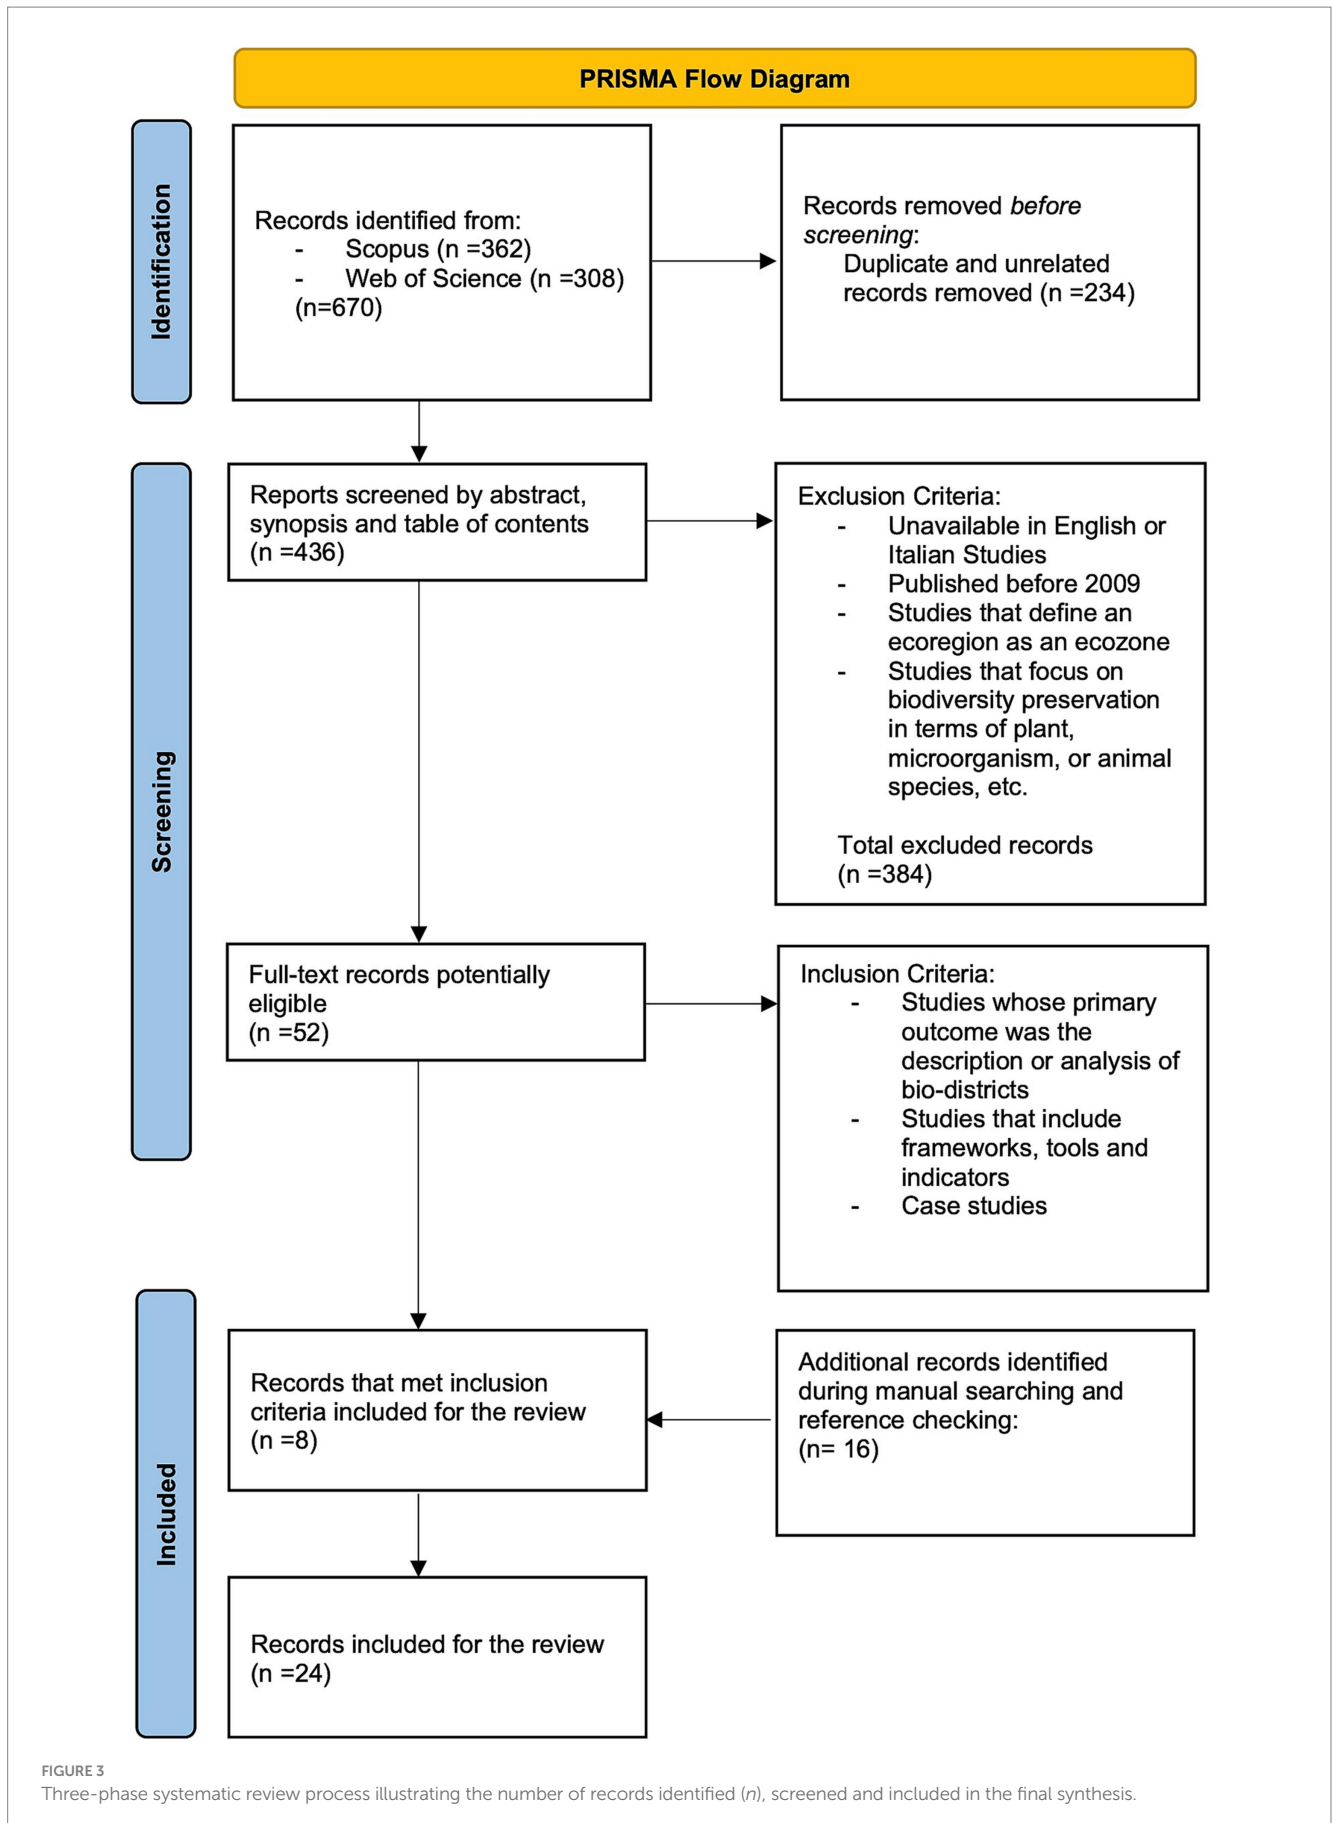 PRISMA Flow Diagram
Identification
Records identified from:
- Scopus (n =362)
- Web of Science (n =308)
(n=670)
Records removed before
screening:
Duplicate and unrelated
records removed (n =234)
Screening
Reports screened by abstract,
synopsis and table of contents
(n =436)
Exclusion Criteria:
- Unavailable in English or
Italian Studies
- Published before 2009
- Studies that define an
ecoregion as an ecozone
- Studies that focus on
biodiversity preservation
in terms of plant,
microorganism, or animal
species, etc.
Total excluded records
(n =384)
Full-text records potentially
eligible
(n =52)
Inclusion Criteria:
- Studies whose primary
outcome was the
description or analysis of
bio-districts
- Studies that include
frameworks, tools and
indicators
- Case studies
Included
Records that met inclusion
criteria included for the review
(n =8)
Additional records identified
during manual searching and
reference checking:
(n= 16)
Records included for the review
(n =24)
FIGURE 3
Three-phase systematic review process illustrating the number of records identified (n), screened and included in the final synthesis.